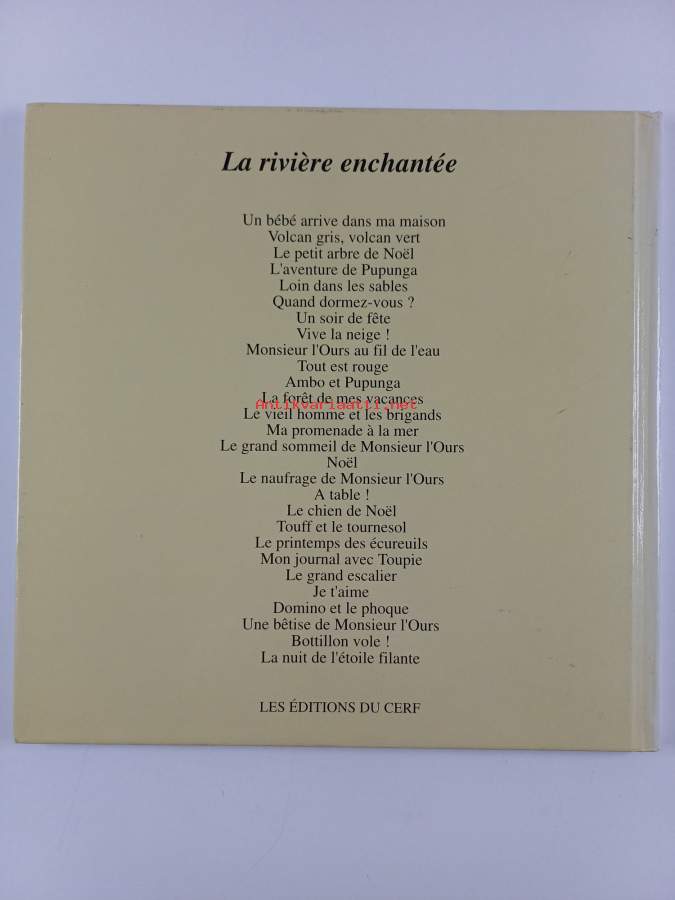 La rivière enchantée
Un bébé arrive dans ma maison
Volcan gris, volcan vert
Le petit arbre de Noël
L'aventure de Pupunga
Loin dans les sables
Quand dormez-vous ?
Un soir de fête
Vive la neige !
Monsieur l'Ours au fil de l'eau
Tout est rouge
Ambo et Pupunga
La forêt de mes vacances
Antikvariaatti.net
Le vieil homme et les brigands
Ma promenade à la mer
Le grand sommeil de Monsieur l'Ours
Noël
Le naufrage de Monsieur l'Ours
A table !
Le chien de Noël
Touff et le tournesol
Le printemps des écureuils
Mon journal avec Toupie
Le grand escalier
Je t'aime
Domino et le phoque
Une bêtise de Monsieur l'Ours
Bottillon vole !
La nuit de l'étoile filante
LES ÉDITIONS DU CERF